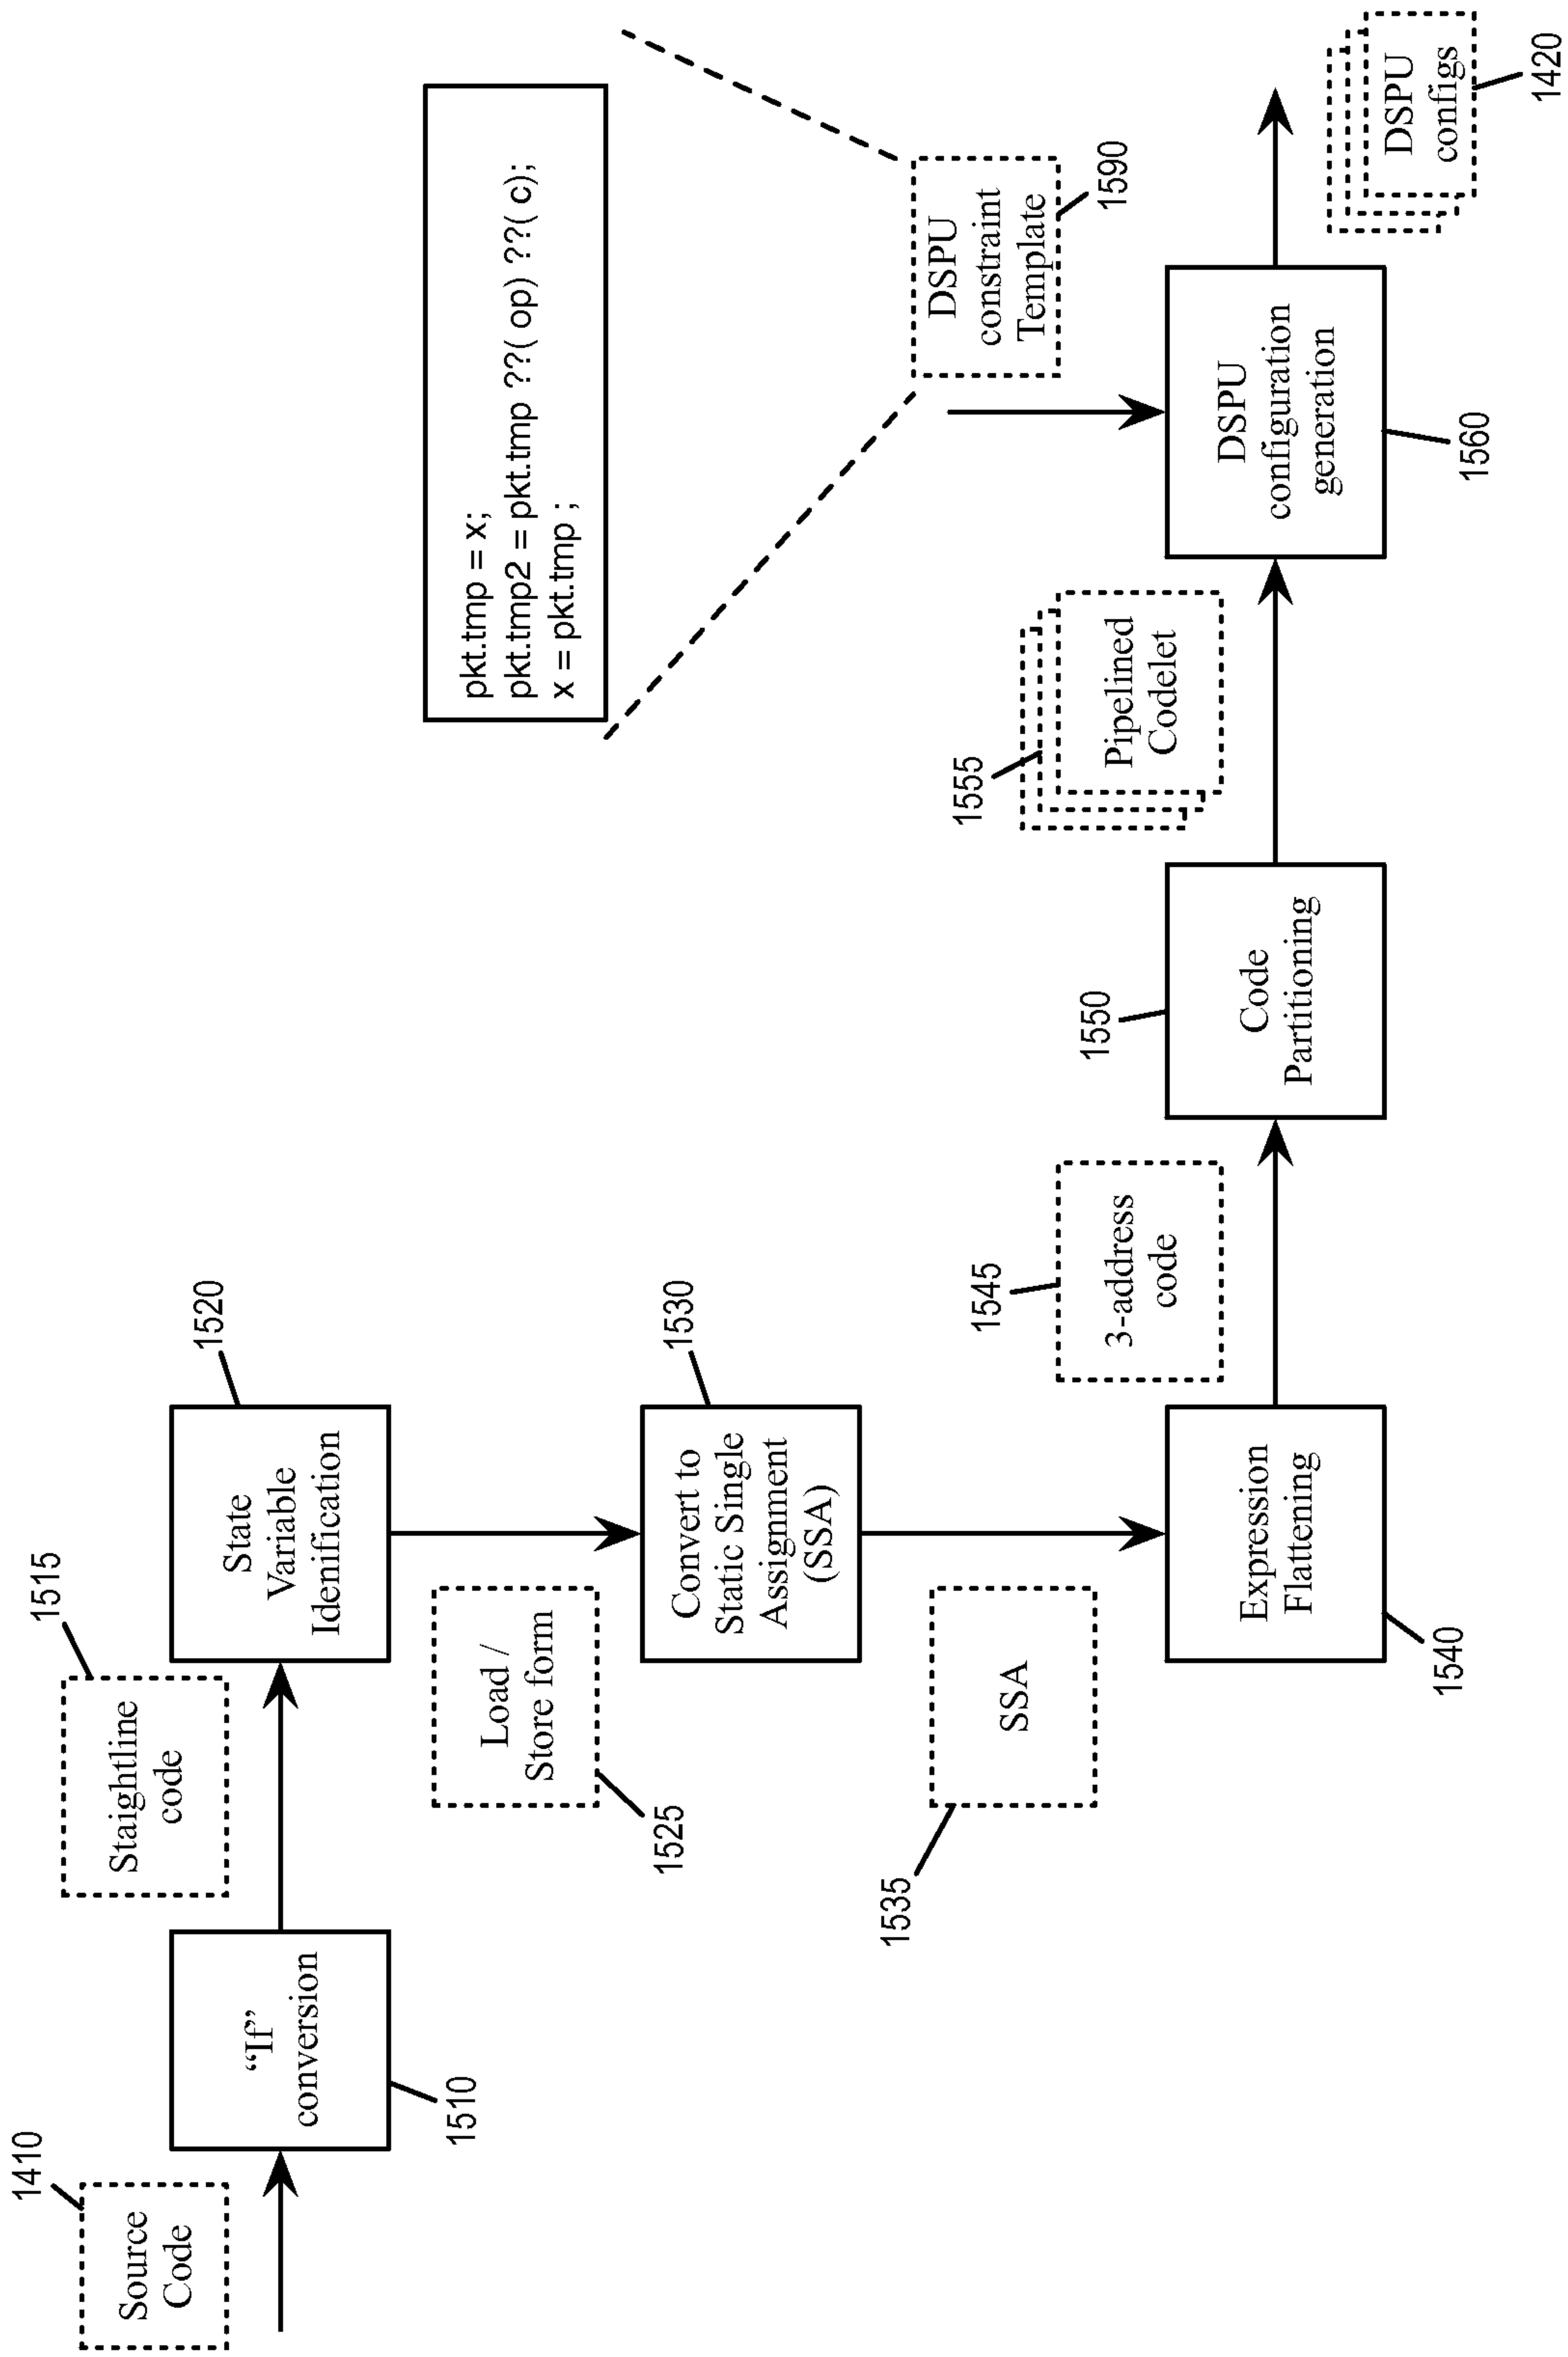 1410
Source
Code
"If"
conversion
1510
1515
Staightline
code
State
Variable
Idenification
1520
Load /
Store form
1525
Convert to
Static Single
Assignment
(SSA)
1530
SSA
1535
Expression
Flattening
1540
1545
3-address
code
Code
Partitioning
1550
1555
Pipelined
Codelet
pkt.tmp = x;
pkt.tmp2 = pkt.tmp ??( op) ??( c);
x = pkt.tmp ;
DSPU
constraint
Template
1590
DSPU
configuration
generation
1560
DSPU
configs
1420